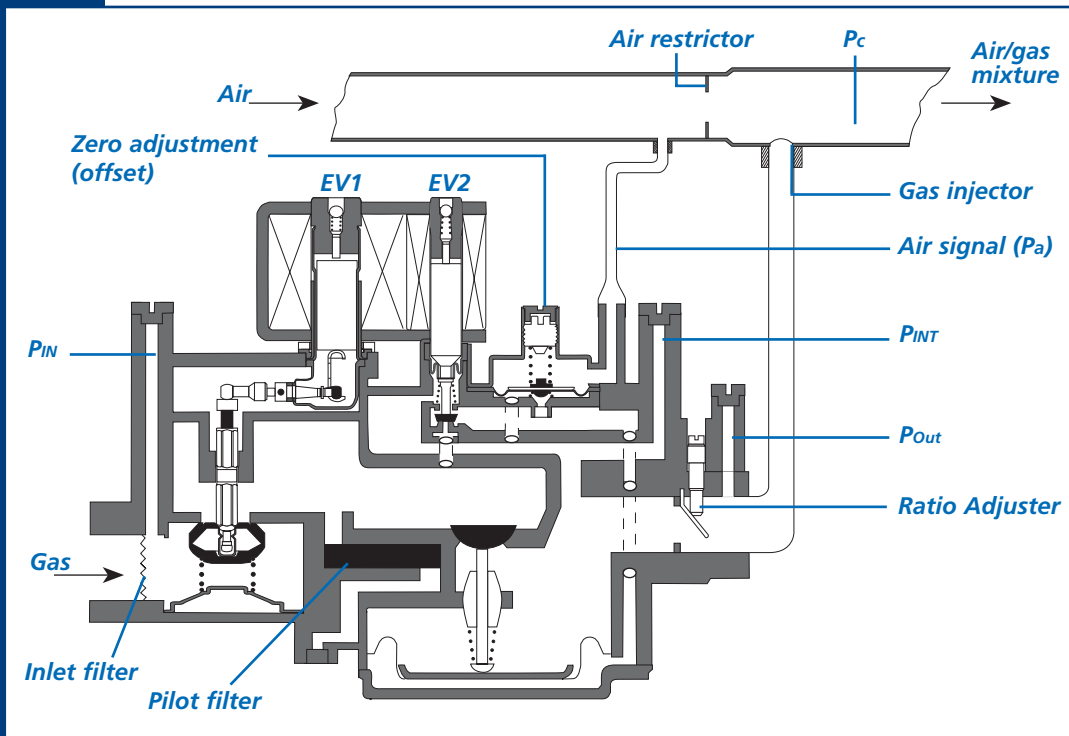 Air restrictor
Pc
Air/gas
mixture
Air
Zero adjustment
(offset)
EV1
EV2
Gas injector
Air signal (Pa)
PIN
PINT
POut
Ratio Adjuster
Gas
Inlet filter
Pilot filter